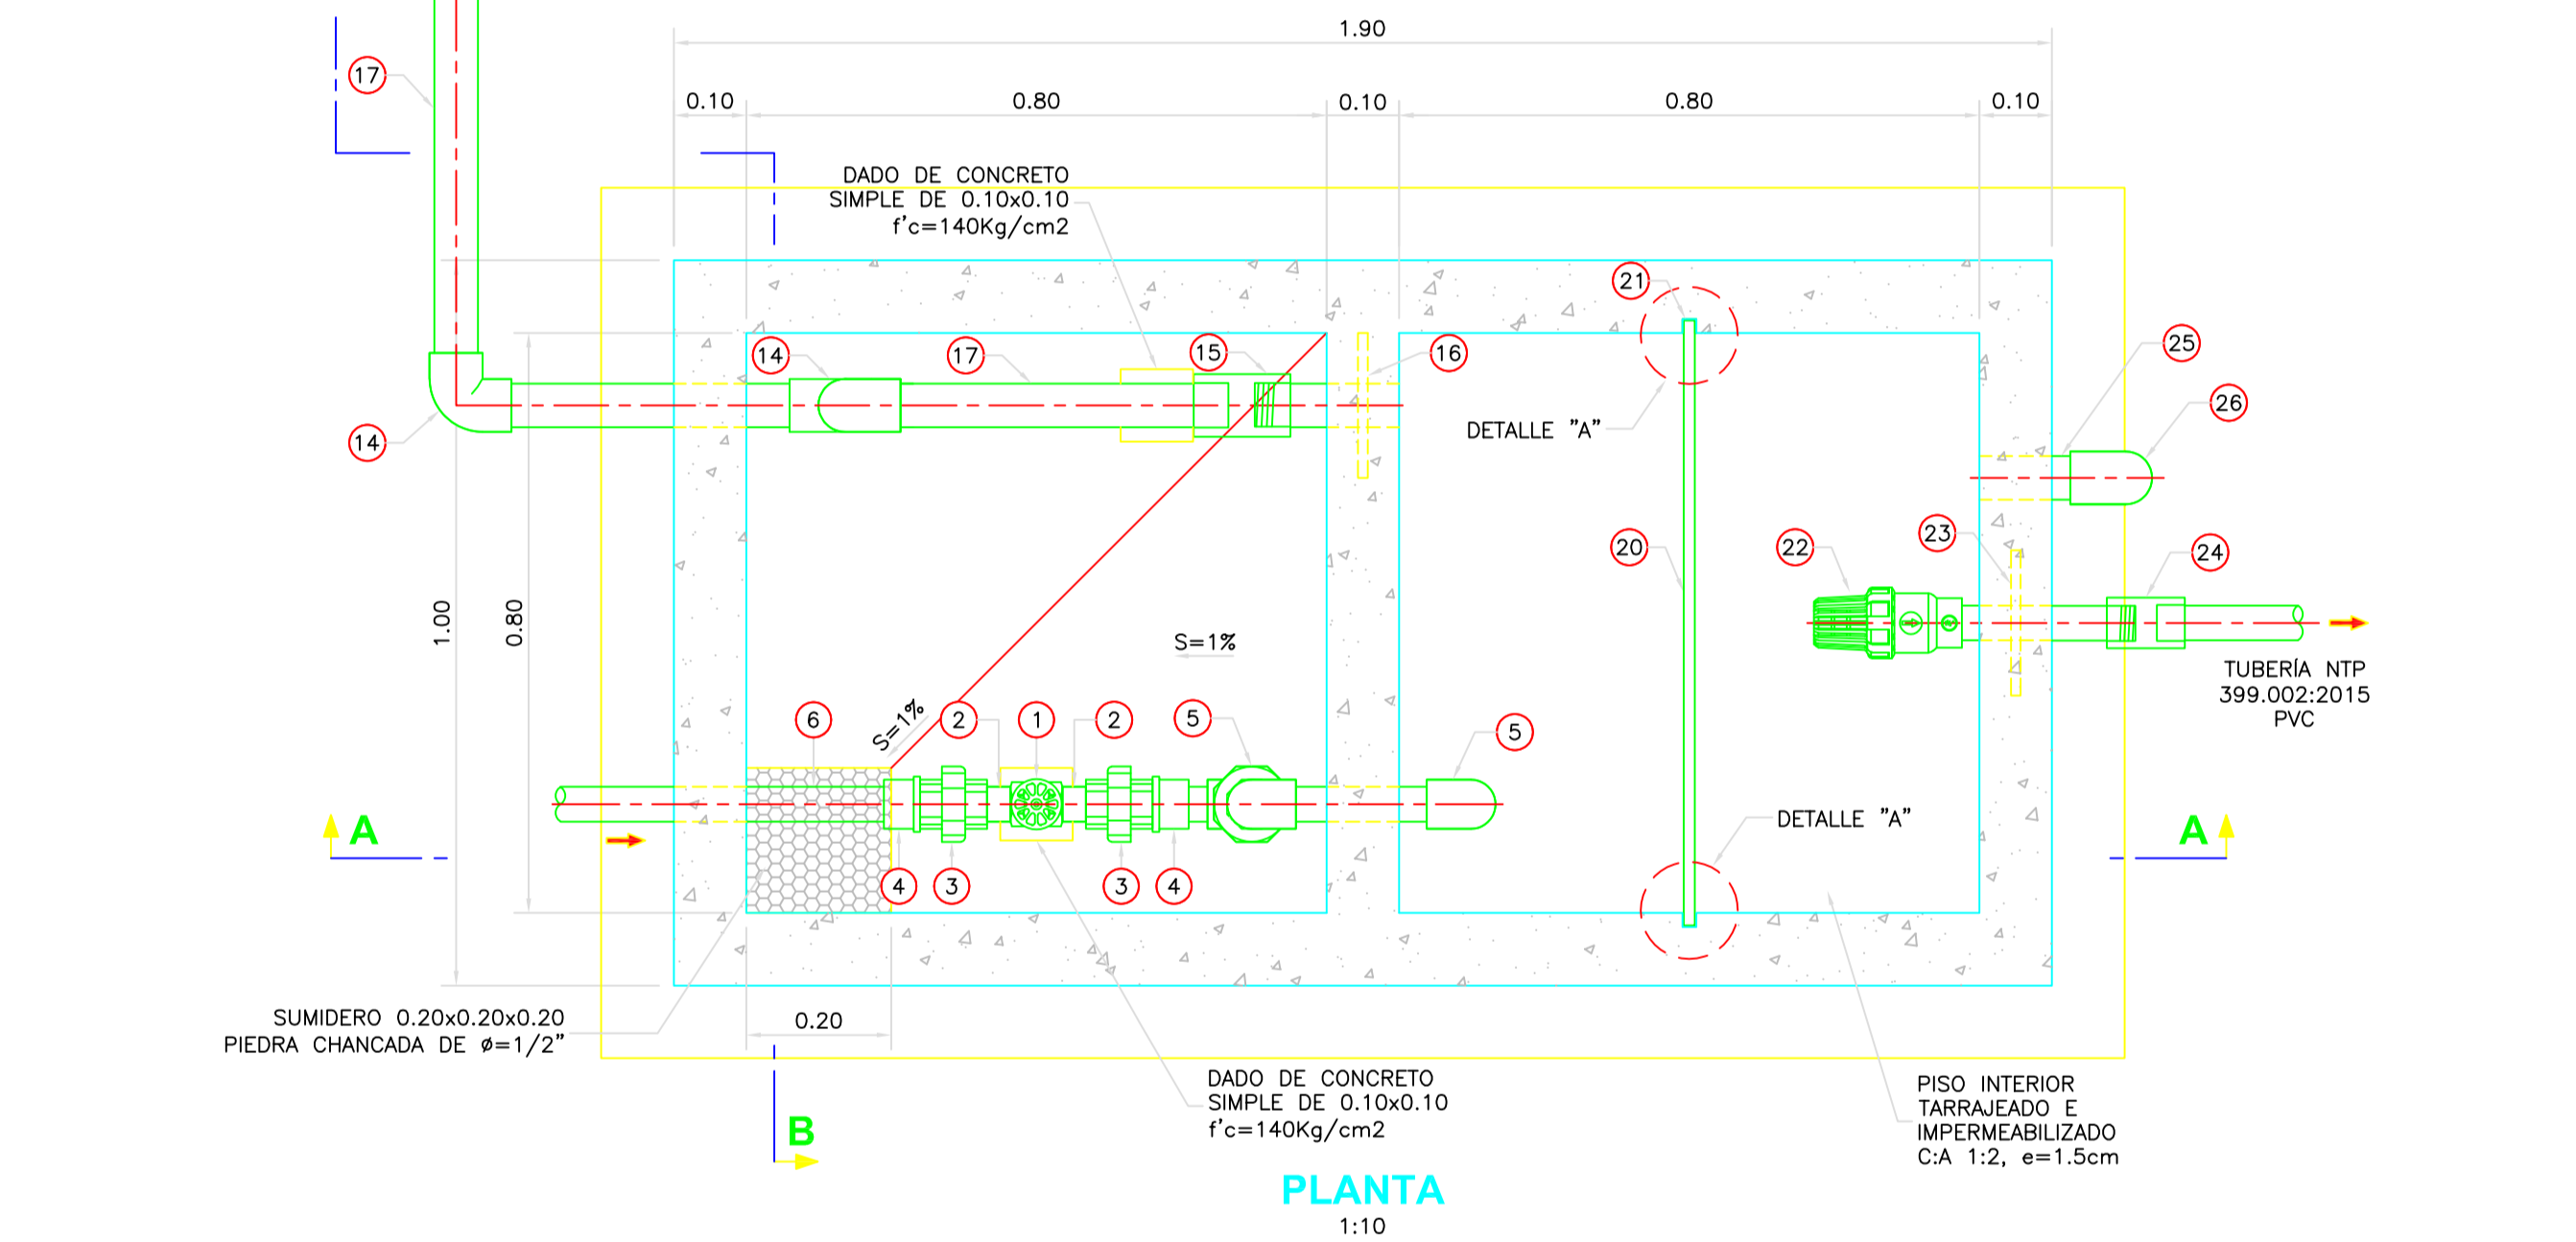 1.90
17
0.10
0.80
0.10
0.80
0.10
DADO DE CONCRETO
SIMPLE DE 0.10x0.10
f'c=140Kg/cm2
21
14
17
15
16
25
26
14
DETALLE "A"
20
22
23
24
1.00
0.80
S=1%
TUBERÍA NTP
399.002:2015
PVC
6
S=1%
2
1
2
5
5
A
DETALLE "A"
A
4
3
3
4
SUMIDERO 0.20x0.20x0.20
PIEDRA CHANCADA DE ø=1/2"
0.20
DADO DE CONCRETO
SIMPLE DE 0.10x0.10
f'c=140Kg/cm2
PISO INTERIOR
TARRAJEADO E
IMPERMEABILIZADO
C:A 1:2, e=1.5cm
B
PLANTA
1:10